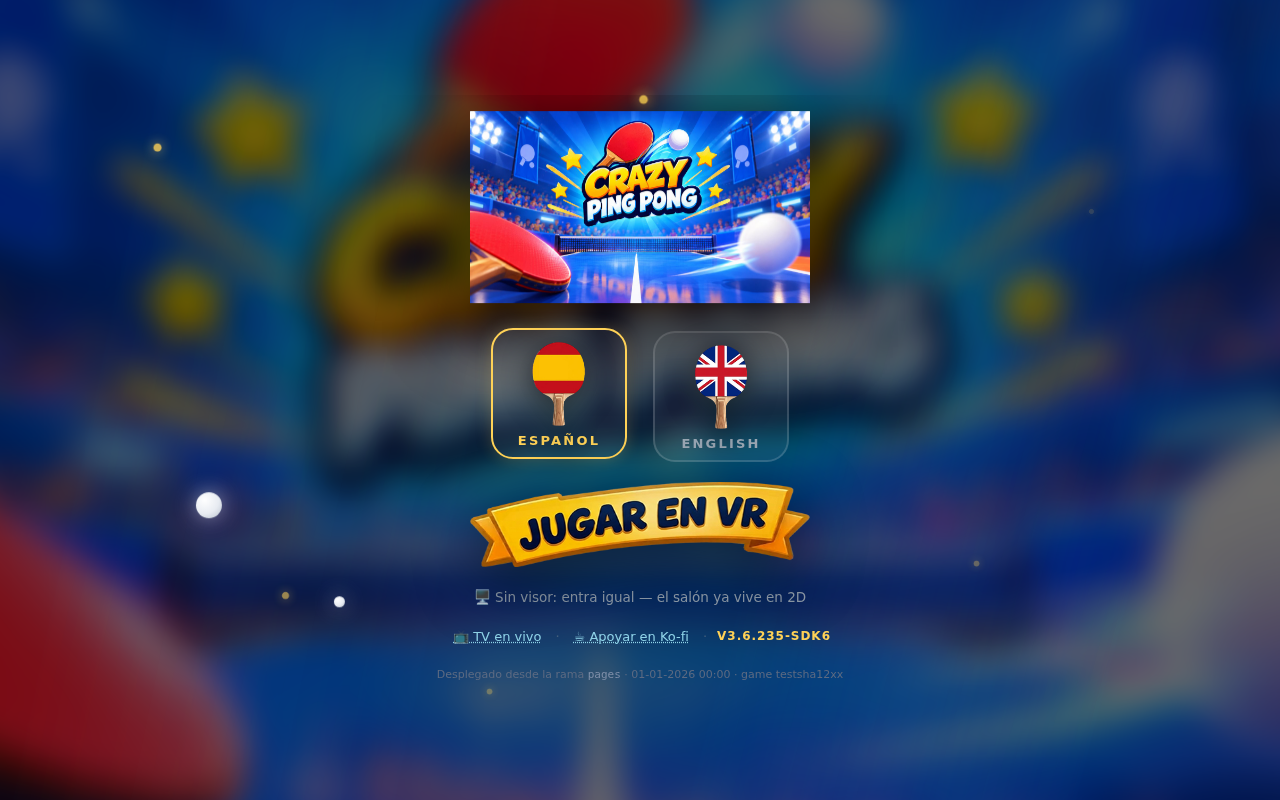 CRAZY
PING PONG
ESPAÑOL
ENGLISH
JUGAR EN VR
🖥️ Sin visor: entra igual — el salón ya vive en 2D
📺 TV en vivo · ☕ Apoyar en Ko-fi · V3.6.235-SDK6
Desplegado desde la rama pages · 01-01-2026 00:00 · game testsha12xx